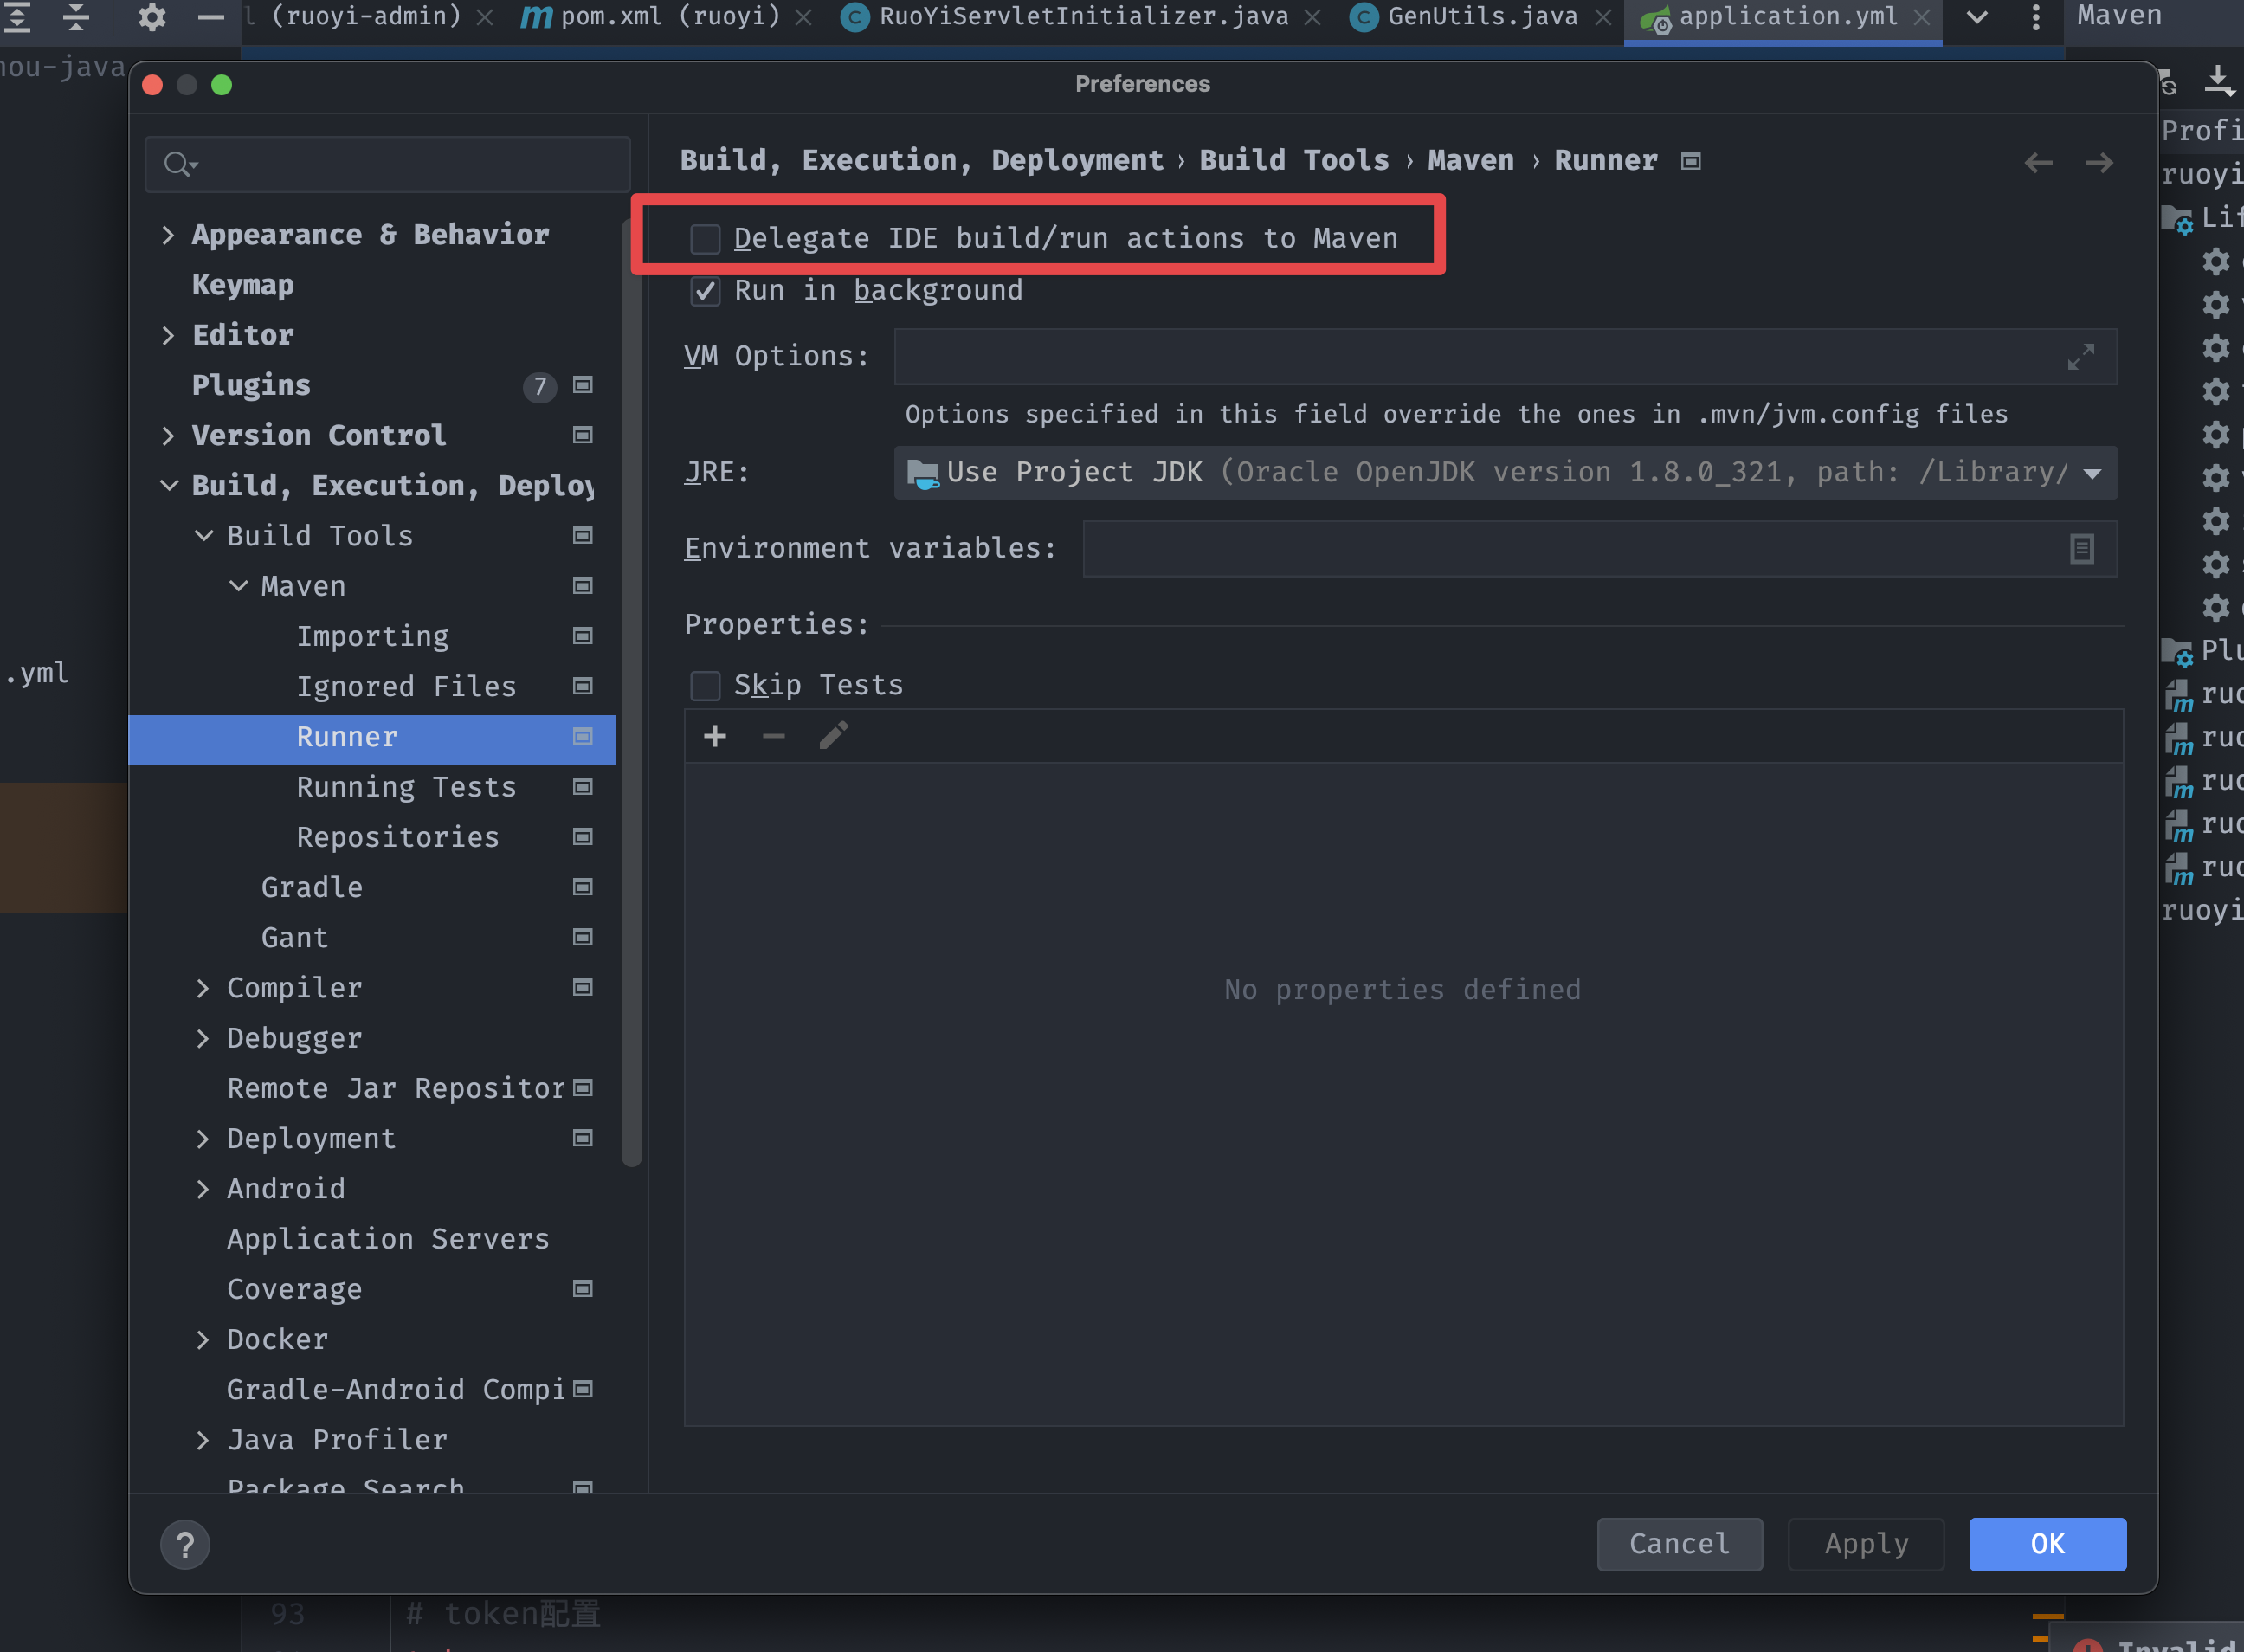 (ruoyi-admin) pom.xml (ruoyi) RuoYiServletInitializer.java GenUtils.java application.yml Maven
nou-java
Preferences
Profi
Build, Execution, Deployment › Build Tools › Maven › Runner
ruoyi
Lif
Appearance & Behavior
Delegate IDE build/run actions to Maven
Keymap
Run in background
Editor
VM Options:
Plugins 7
Options specified in this field override the ones in .mvn/jvm.config files
Version Control
JRE: Use Project JDK (Oracle OpenJDK version 1.8.0_321, path: /Library/
Build, Execution, Deploy
Build Tools
Environment variables:
Maven
Importing
Properties:
.yml
Ignored Files
Skip Tests
Plu
ruo
Runner
ruo
Running Tests
ruo
Repositories
ruo
Gradle
ruo
ruoyi
Gant
Compiler
No properties defined
Debugger
Remote Jar Repositor
Deployment
Android
Application Servers
Coverage
Docker
Gradle-Android Compi
Java Profiler
Package Search
?
Cancel Apply OK
93 # token配置
Invalid